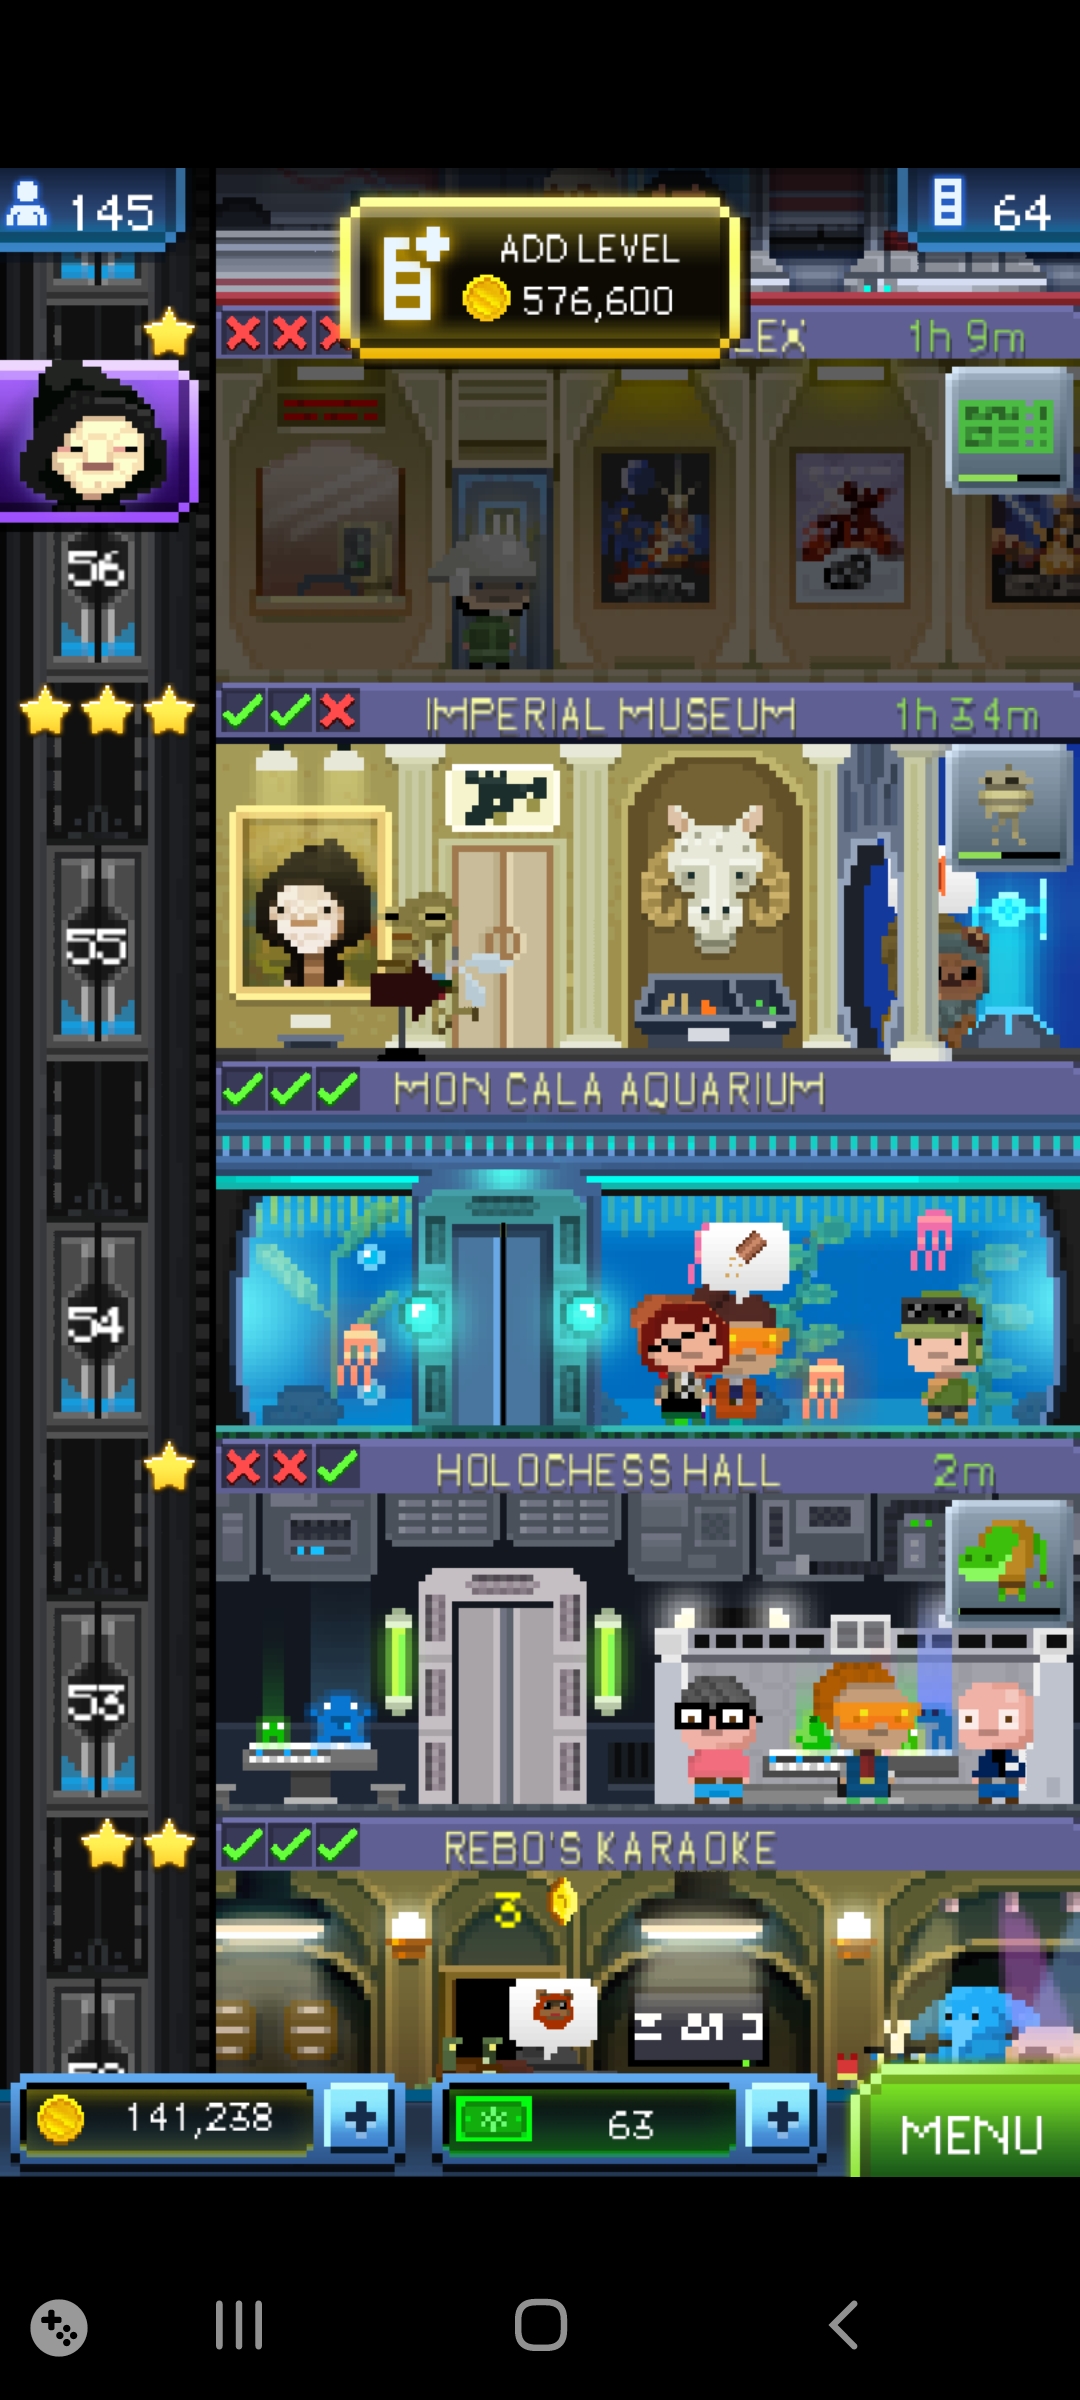 145
64
ADD LEVEL
576,600
LEX 1h 9m
56
IMPERIAL MUSEUM 1h 34m
55
MON CALA AQUARIUM
54
HOLOCHESS HALL 2m
53
REBO'S KARAOKE
3
141,238
63
MENU